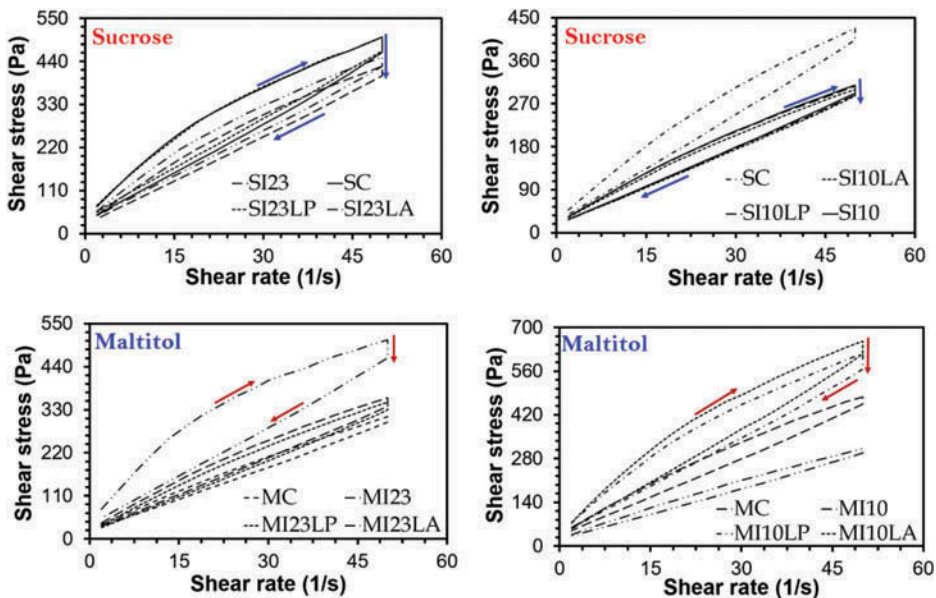 Shear stress (Pa)
550
440
330
220
110
0
Sucrose
SI23 SC
SI23LP SI23LA
0 15 30 45 60
Shear rate (1/s)
Shear stress (Pa)
450
360
270
180
90
0
Sucrose
SC SI10LA
SI10LP SI10
0 15 30 45 60
Shear rate (1/s)
Shear stress (Pa)
550
440
330
220
110
0
Maltitol
MC MI23
MI23LP MI23LA
0 15 30 45 60
Shear rate (1/s)
Shear stress (Pa)
700
560
420
280
140
0
Maltitol
MC MI10
MI10LP MI10LA
0 15 30 45 60
Shear rate (1/s)